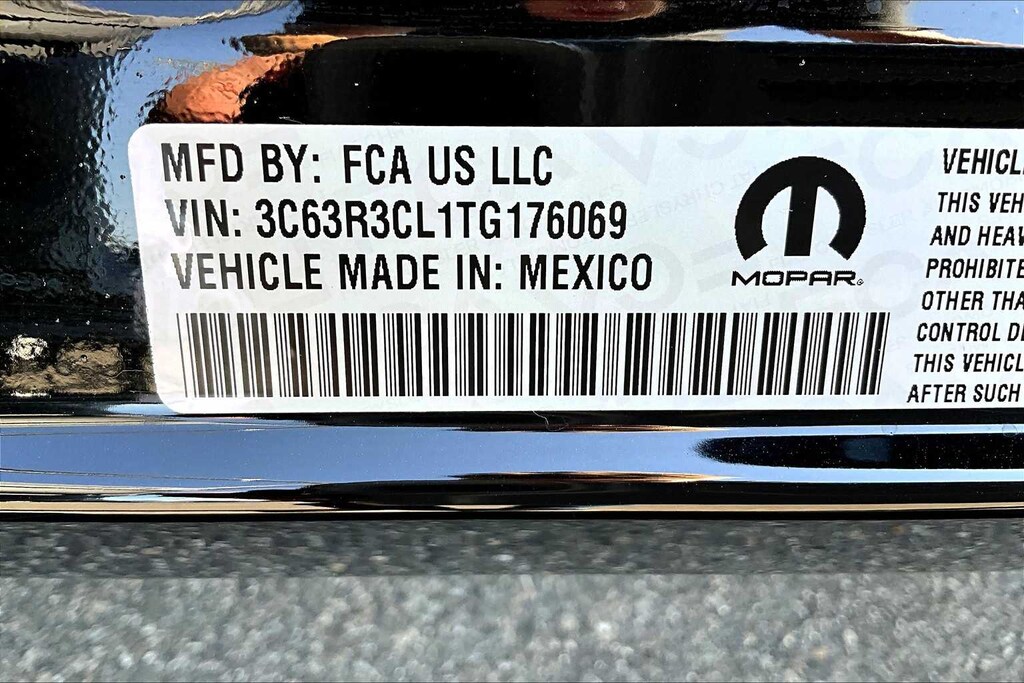 MFD BY: FCA US LLC
VIN: 3C63R3CL1TG176069
VEHICLE MADE IN: MEXICO
MOPAR®
VEHICL
THIS VEH
AND HEAV
PROHIBITE
OTHER THA
CONTROL DE
THIS VEHICL
AFTER SUCH